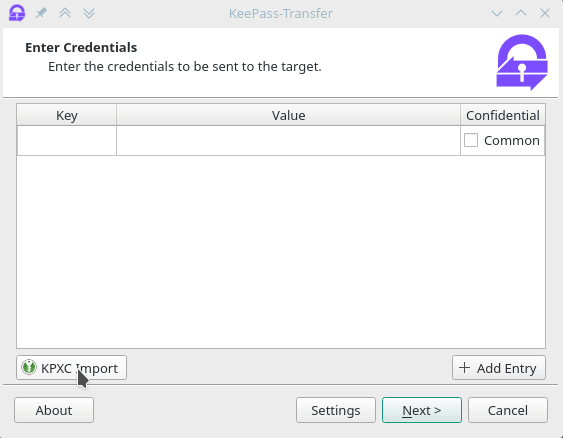 KeePass-Transfer
Enter Credentials
Enter the credentials to be sent to the target.
Key Value Confidential
Common
KPXC Import + Add Entry
About Settings Next > Cancel